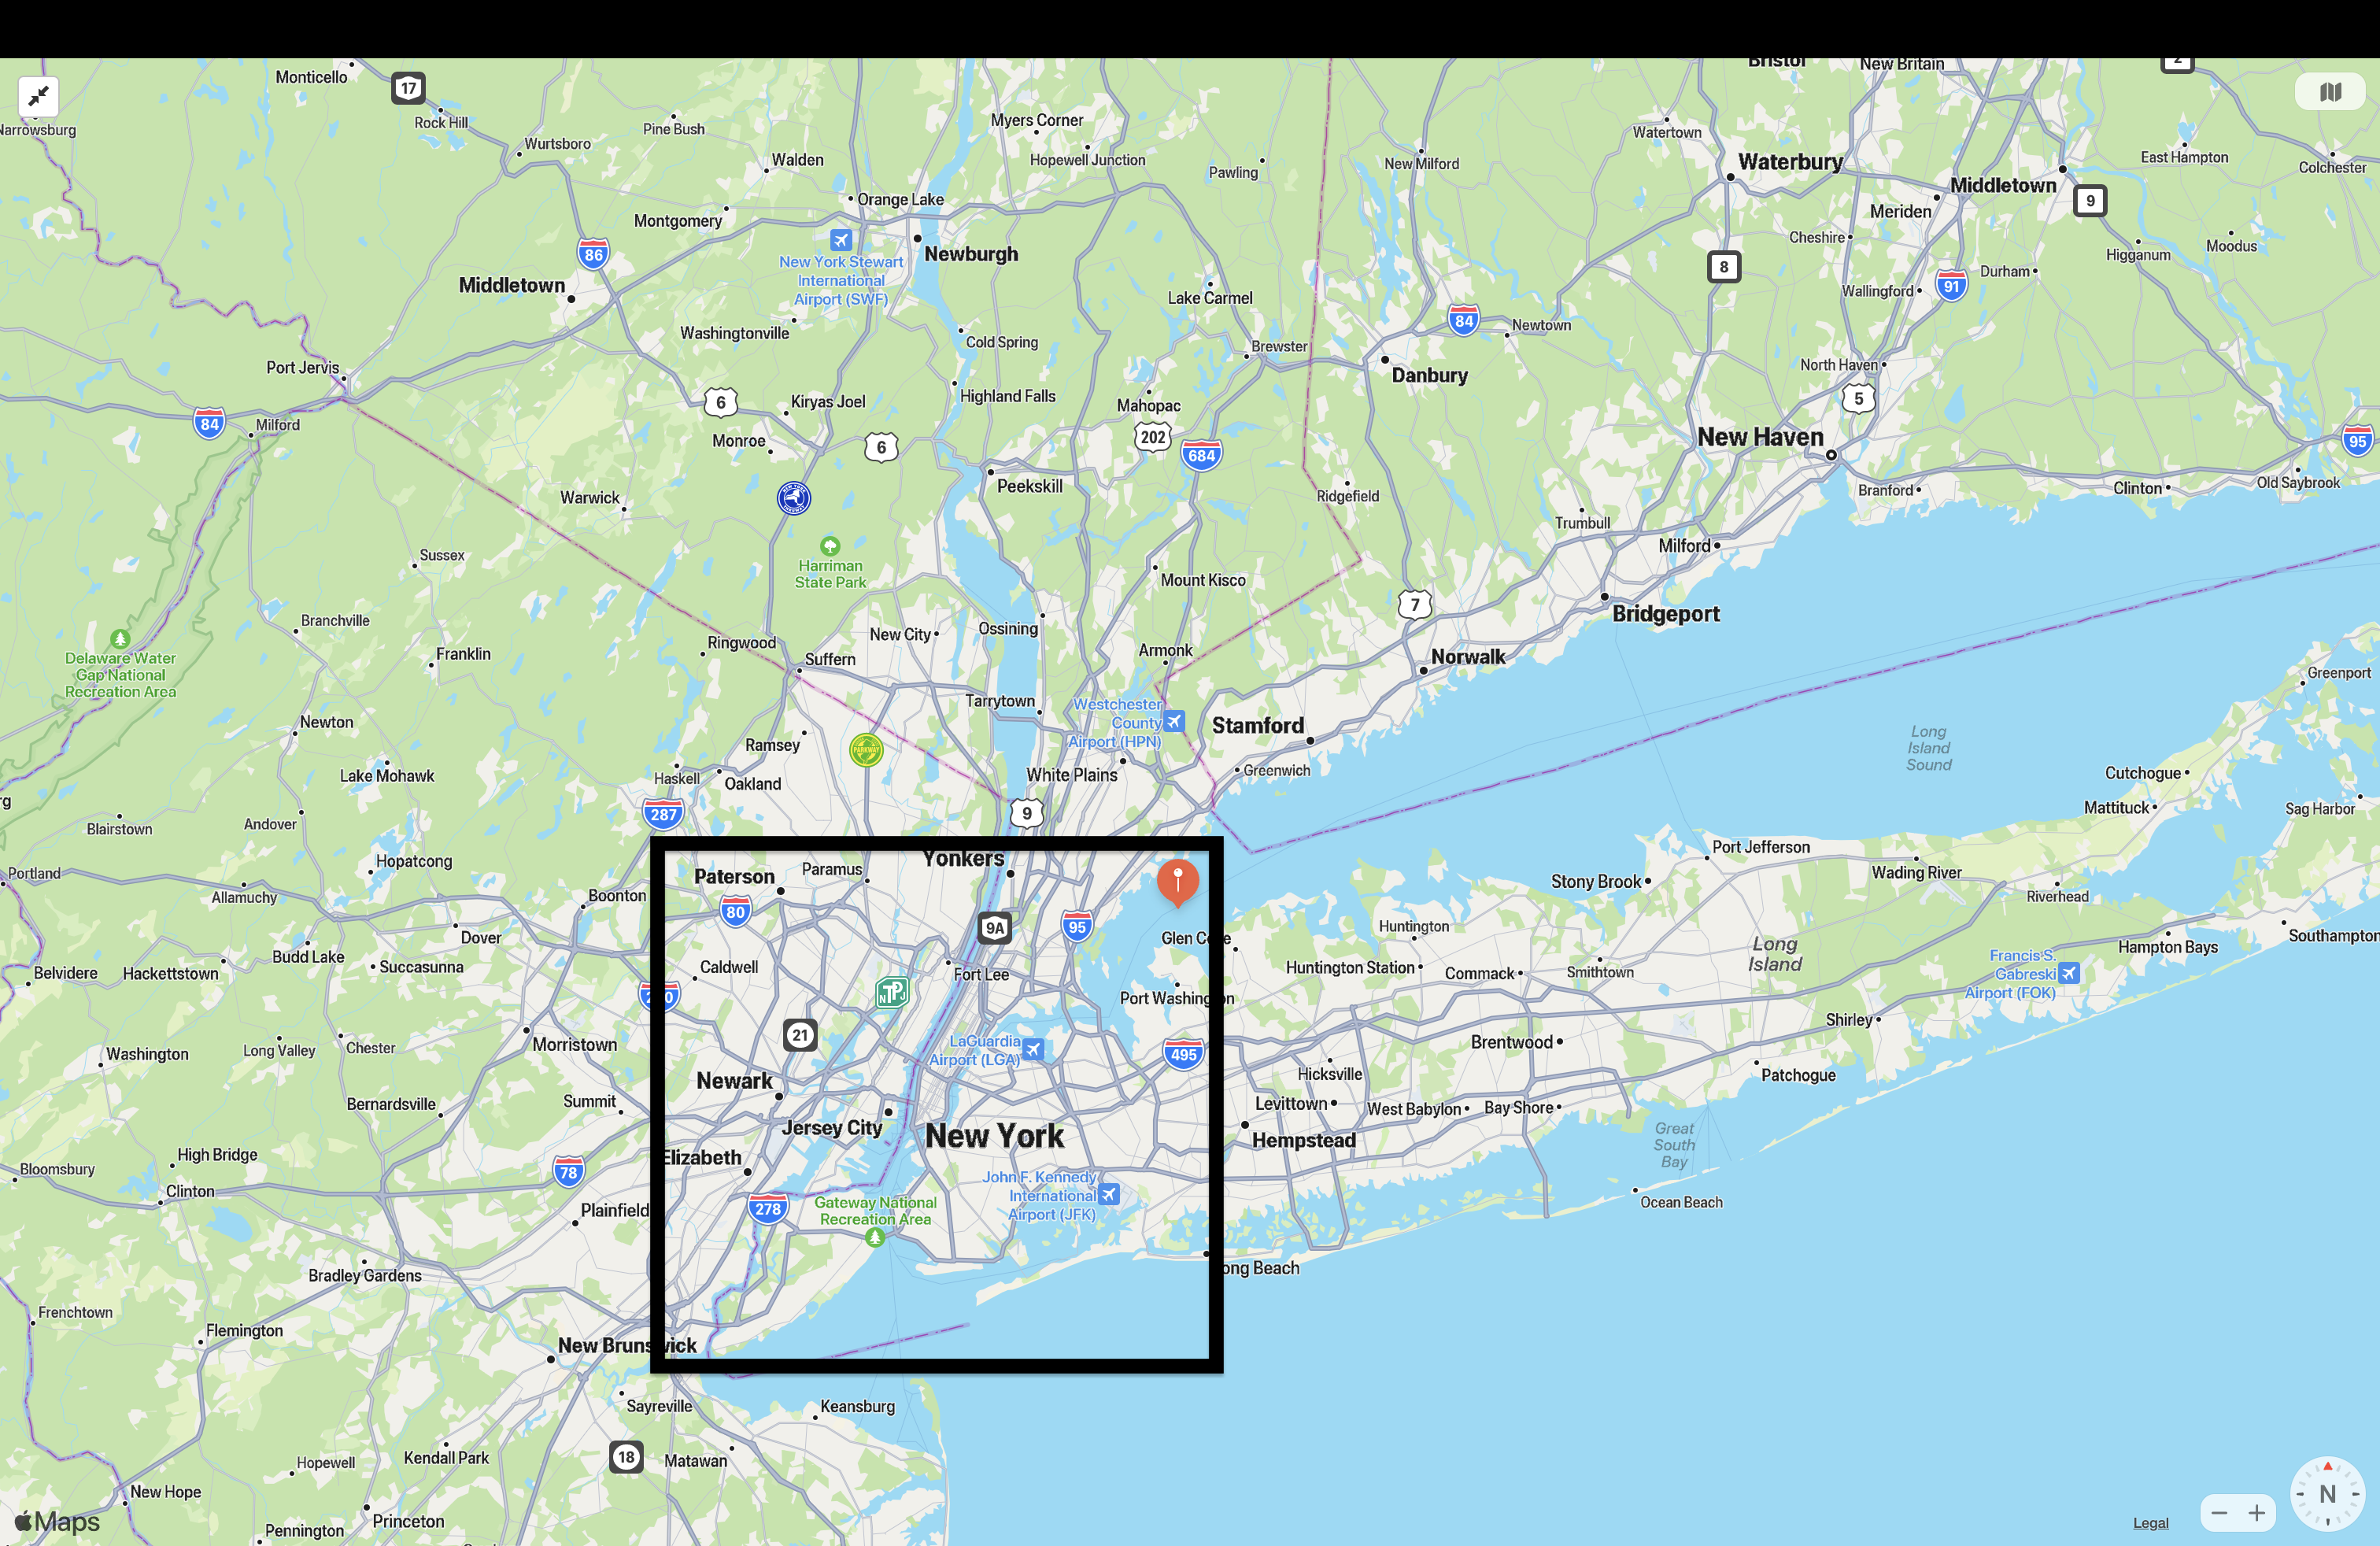 Monticello
17
Bristol
New Britain
2
Narrowsburg
Rock Hill
Wurtsboro
Pine Bush
Walden
Myers Corner
Hopewell Junction
Pawling
New Milford
Watertown
Waterbury
Middletown
9
East Hampton
Colchester
Montgomery
Orange Lake
Newburgh
86
New York Stewart
International
Airport (SWF)
Meriden
Cheshire
8
Higganum
Moodus
Durham
Wallingford
91
Middletown
Washingtonville
Lake Carmel
Cold Spring
84
Newtown
Brewster
Danbury
North Haven
5
Port Jervis
84
Milford
6
Kiryas Joel
Monroe
6
Highland Falls
Mahopac
202
684
New Haven
95
Warwick
Peekskill
Ridgefield
Branford
Clinton
Old Saybrook
Trumbull
Milford
Sussex
Harriman
State Park
Mount Kisco
7
Bridgeport
Branchville
Franklin
Delaware Water
Gap National
Recreation Area
Ringwood
Suffern
New City
Ossining
Armonk
Norwalk
Greenport
Newton
Tarrytown
Westchester
County
Airport (HPN)
Stamford
Long
Island
Sound
Ramsey
PARKWAY
Lake Mohawk
Haskell
Oakland
White Plains
Greenwich
Cutchogue
Mattituck
Sag Harbor
rg
Blairstown
Andover
287
9
Hopatcong
Portland
Allamuchy
Boonton
Paterson
Paramus
Yonkers
80
9A
95
Port Jefferson
Stony Brook
Wading River
Riverhead
Dover
Budd Lake
Succasunna
Hackettstown
Belvidere
Caldwell
Fort Lee
Glen C e
Huntington
Huntington Station
Commack
Smithtown
Long
Island
Francis S.
Gabreski
Airport (FOK)
Hampton Bays
Southampton
NTPJ
Port Washington
21
Washington
Long Valley
Chester
Morristown
LaGuardia
Airport (LGA)
495
Brentwood
Shirley
Hicksville
Patchogue
Newark
Bernardsville
Summit
Jersey City
New York
Levittown
West Babylon
Bay Shore
Hempstead
Great
South
Bay
Bloomsbury
High Bridge
Clinton
78
Elizabeth
Plainfield
278
Gateway National
Recreation Area
John F. Kennedy
International
Airport (JFK)
Ocean Beach
Bradley Gardens
ong Beach
Frenchtown
Flemington
New Brunswick
Sayreville
Keansburg
Kendall Park
18
Matawan
Hopewell
New Hope
Maps
Princeton
Pennington
Legal
N